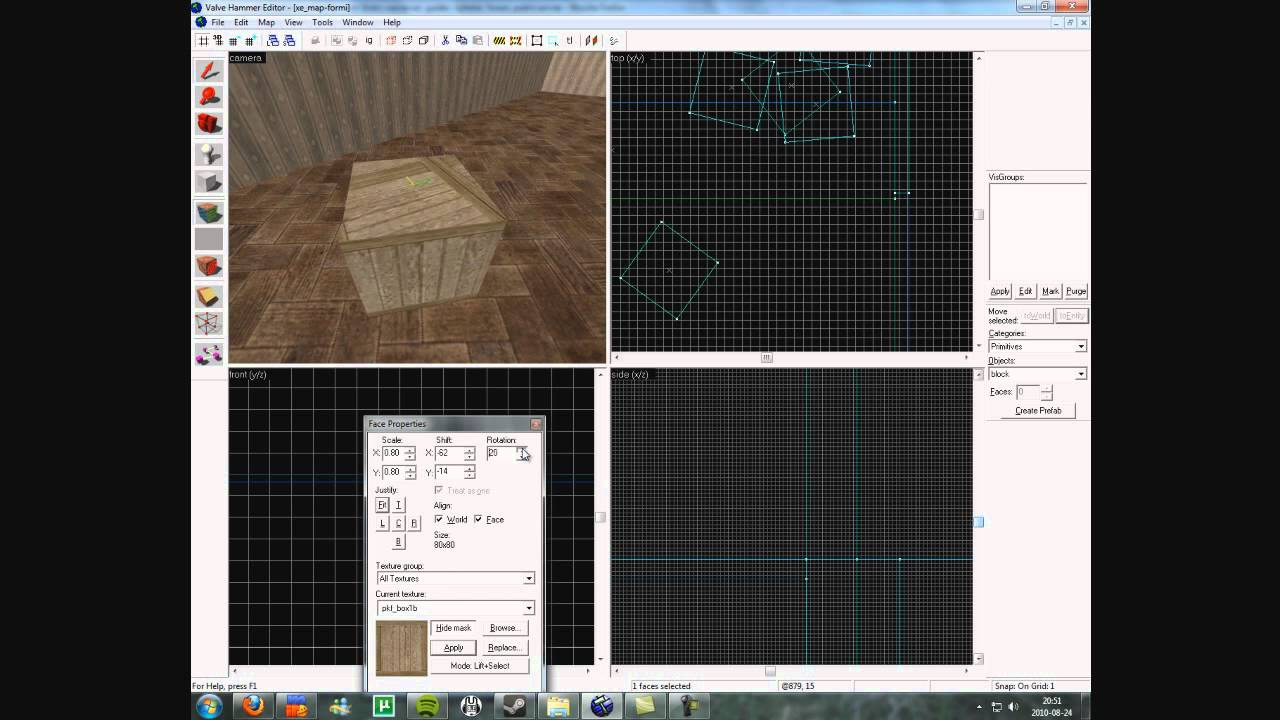 Valve Hammer Editor - [xe_map-formi]
File Edit Map View Tools Window Help
camera
top (x/y)
front (y/z)
side (x/z)
VisGroups:
Apply Edit Mark Purge
Move selected: toWorld toEntity
Categories:
Primitives
Objects:
block
Faces: 0
Create Prefab
Face Properties
Scale: Shift: Rotation:
X: 0.80 X: -62 20
Y: 0.80 Y: -14
Justify: Treat as one
Fit T Align:
L C R World Face
B Size:
80x80
Texture group:
All Textures
Current texture:
pkf_box1b
Hide mask Browse...
Apply Replace...
Mode: Lift+Select
For Help, press F1
1 faces selected
@879, 15
Snap: On Grid: 1
20:51
2010-08-24